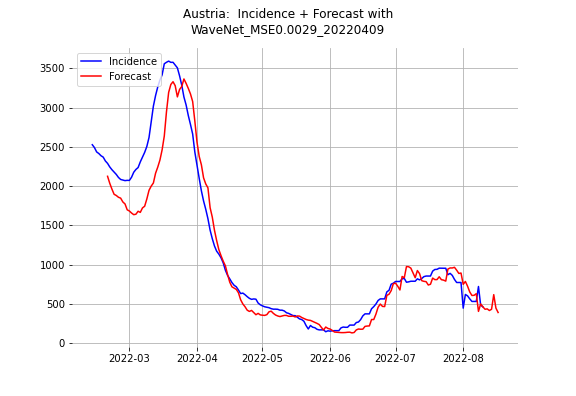 Austria:  Incidence + Forecast with
WaveNet_MSE0.0029_20220409
Incidence
Forecast
3500
3000
2500
2000
1500
1000
500
0
2022-03 2022-04 2022-05 2022-06 2022-07 2022-08